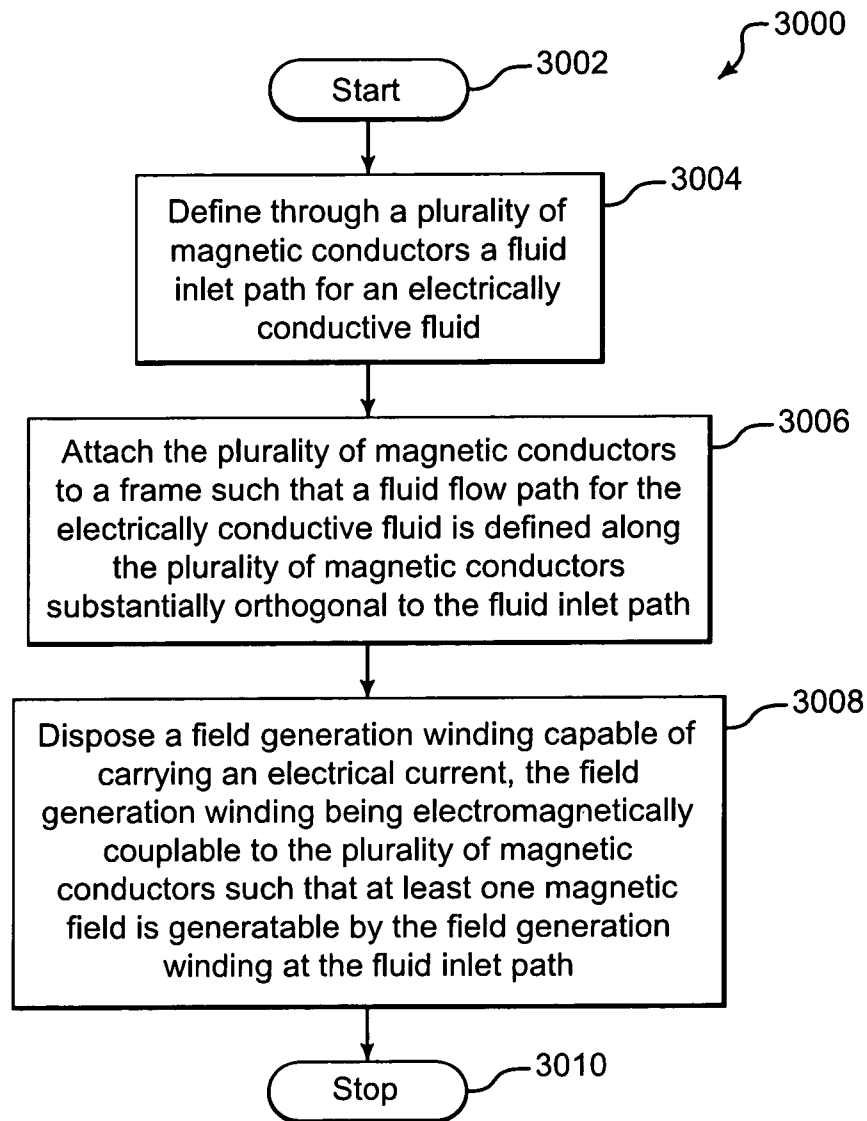 3000
3002
Start
3004
Define through a plurality of
magnetic conductors a fluid
inlet path for an electrically
conductive fluid
3006
Attach the plurality of magnetic conductors
to a frame such that a fluid flow path for the
electrically conductive fluid is defined along
the plurality of magnetic conductors
substantially orthogonal to the fluid inlet path
3008
Dispose a field generation winding capable of
carrying an electrical current, the field
generation winding being electromagnetically
couplable to the plurality of magnetic
conductors such that at least one magnetic
field is generatable by the field generation
winding at the fluid inlet path
3010
Stop